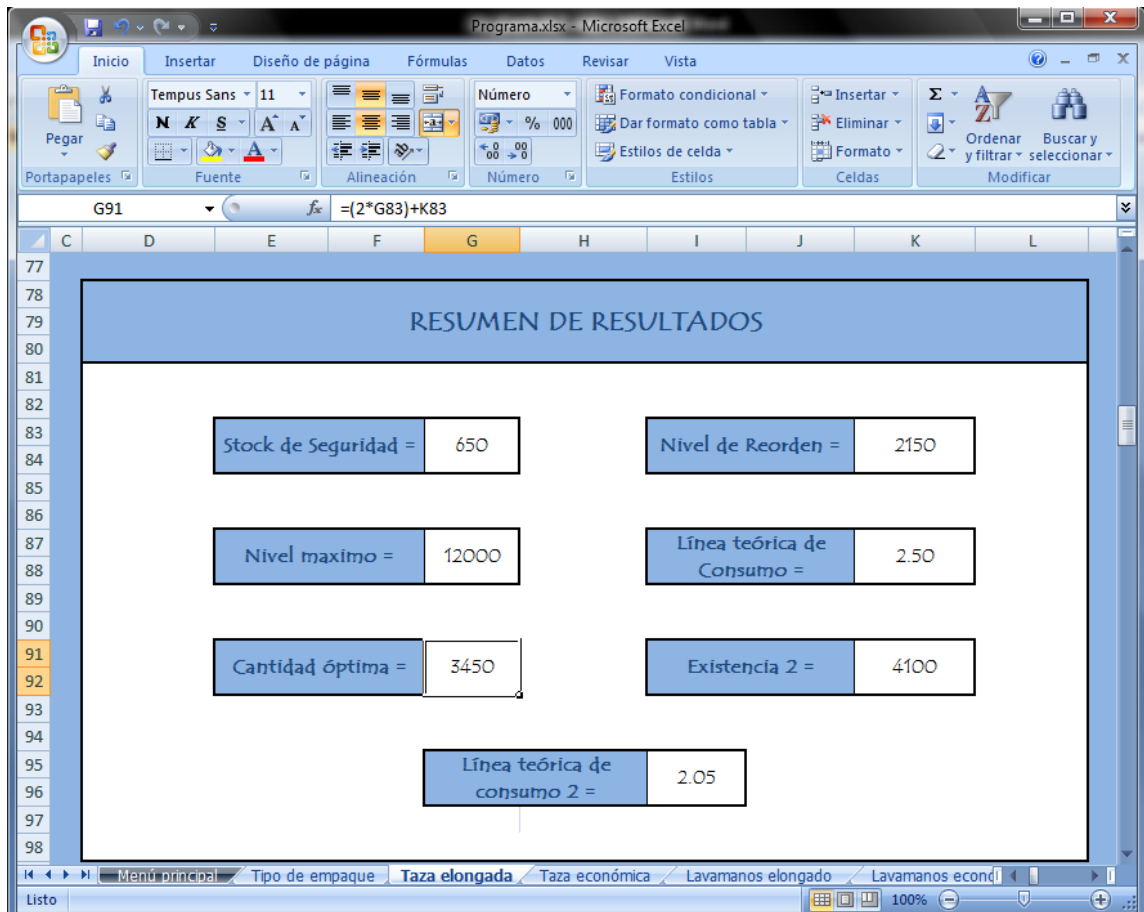 Programa.xlsx - Microsoft Excel
Inicio Insertar Diseño de página Fórmulas Datos Revisar Vista
Pegar
Portapapeles
Tempus Sans 11
N K S A A
A
Fuente
Alineación
Número
% 000
Número
Formato condicional
Dar formato como tabla
Estilos de celda
Estilos
Insertar
Eliminar
Formato
Celdas
Σ
Ordenar y filtrar
Buscar y seleccionar
Modificar
G91 fx =(2*G83)+K83
C D E F G H I J K L
77
78
79 RESUMEN DE RESULTADOS
80
81
82
83 Stock de Seguridad = 650 Nivel de Reorden = 2150
84
85
86
87 Nivel maximo = 12000 Línea teórica de
88 Consumo = 2.50
89
90
91 Cantidad óptima = 3450 Existencia 2 = 4100
92
93
94
95 Línea teórica de
96 consumo 2 = 2.05
97
98
Menú principal Tipo de empaque Taza elongada Taza económica Lavamanos elongado Lavamanos econó
Listo 100%